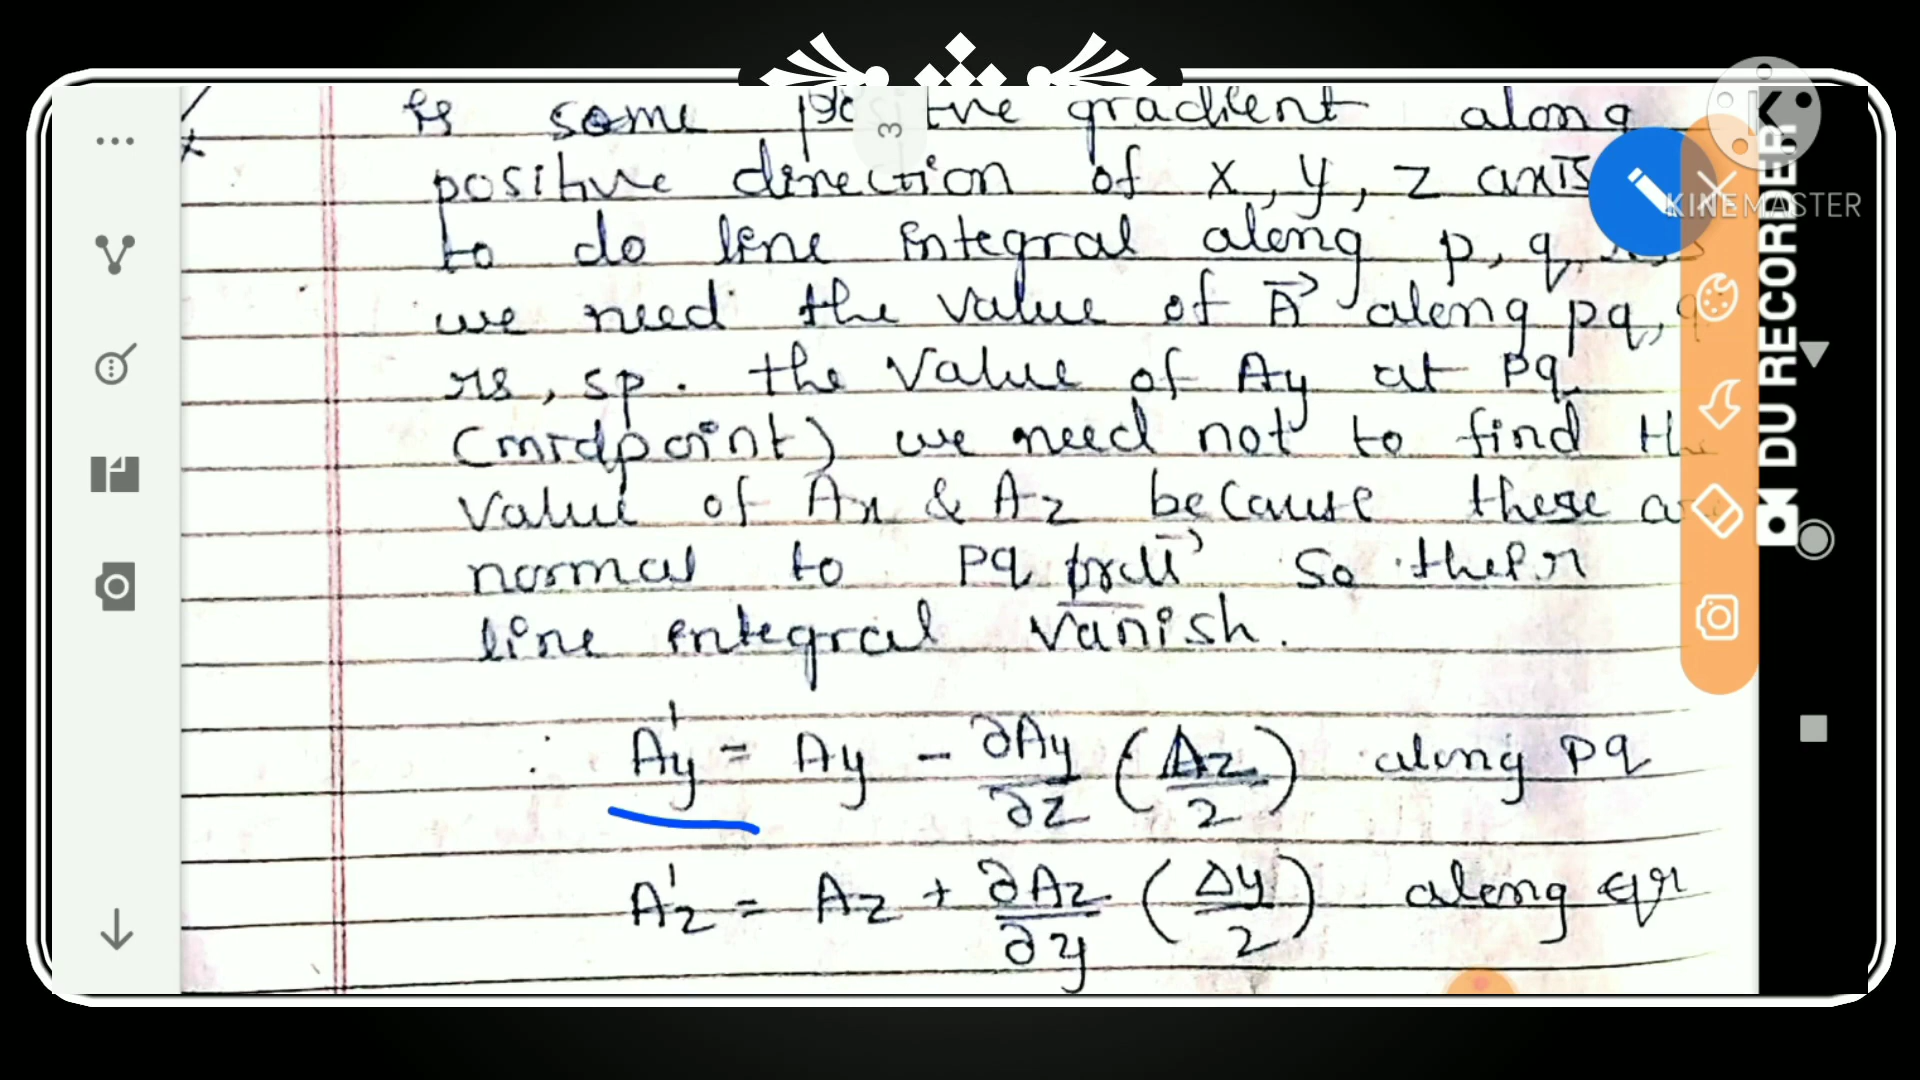 is some positive gradient along
positive direction of x, y, z axis
to do line integral along p, q,
we need the value of A⃗ along pq,
rs, sp. the value of Ay at pq
(midpoint) we need not to find
value of Ax & Az because these
normal to pq so their
line integral vanish.
∴ A'y = Ay − ∂Ay/∂z (Δz/2) along pq
A'z = Az + ∂Az/∂y (Δy/2) along qr
3
KINEMASTER
DU RECORDER